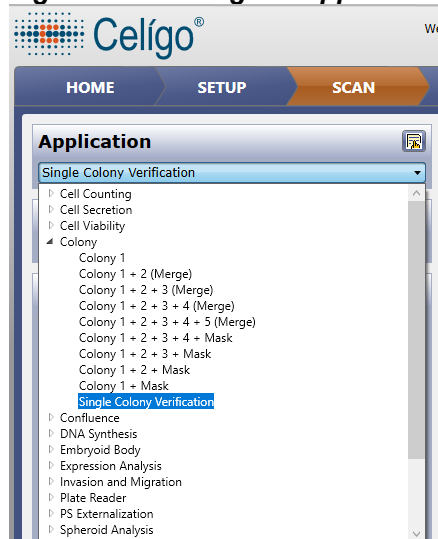 Celígo®
We
HOME SETUP SCAN
Application
Single Colony Verification
Cell Counting
Cell Secretion
Cell Viability
Colony
Colony 1
Colony 1 + 2 (Merge)
Colony 1 + 2 + 3 (Merge)
Colony 1 + 2 + 3 + 4 (Merge)
Colony 1 + 2 + 3 + 4 + 5 (Merge)
Colony 1 + 2 + 3 + 4 + Mask
Colony 1 + 2 + 3 + Mask
Colony 1 + 2 + Mask
Colony 1 + Mask
Single Colony Verification
Confluence
DNA Synthesis
Embryoid Body
Expression Analysis
Invasion and Migration
Plate Reader
PS Externalization
Spheroid Analysis